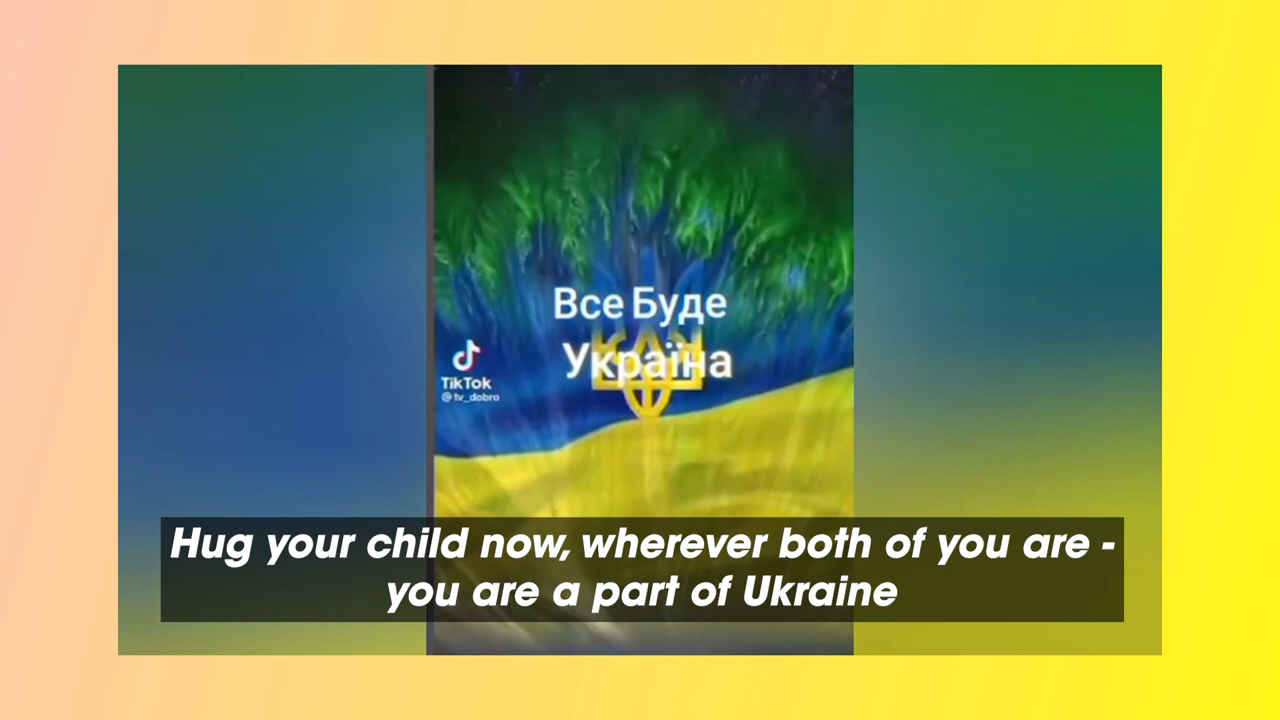 Все Буде
Україна
TikTok
@tv_dobro
Hug your child now, wherever both of you are -
you are a part of Ukraine